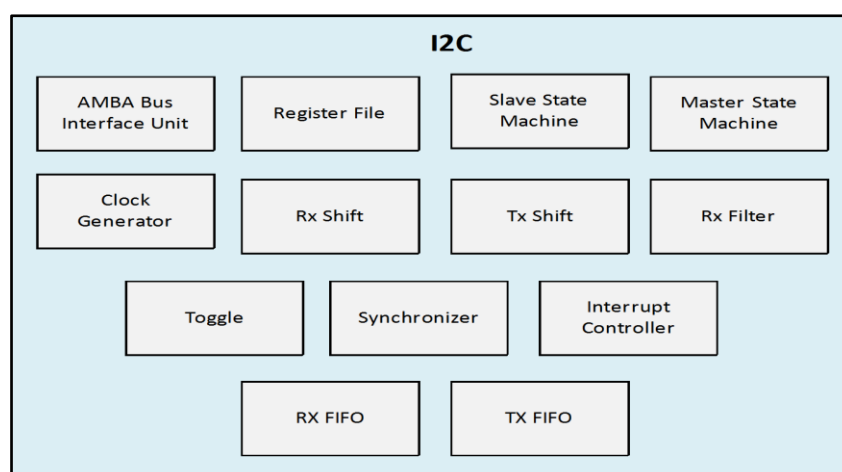 I2C
AMBA Bus
Interface Unit
Register File
Slave State
Machine
Master State
Machine
Clock
Generator
Rx Shift
Tx Shift
Rx Filter
Toggle
Synchronizer
Interrupt
Controller
RX FIFO
TX FIFO